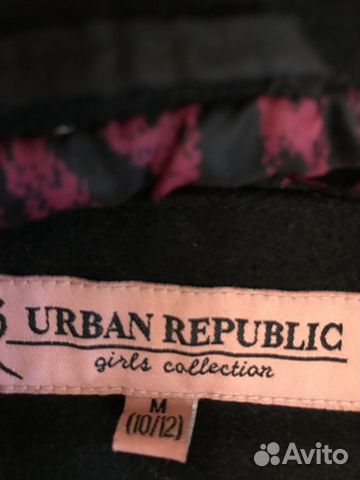 URBAN REPUBLIC
girls collection
M
(10/12)
Avito